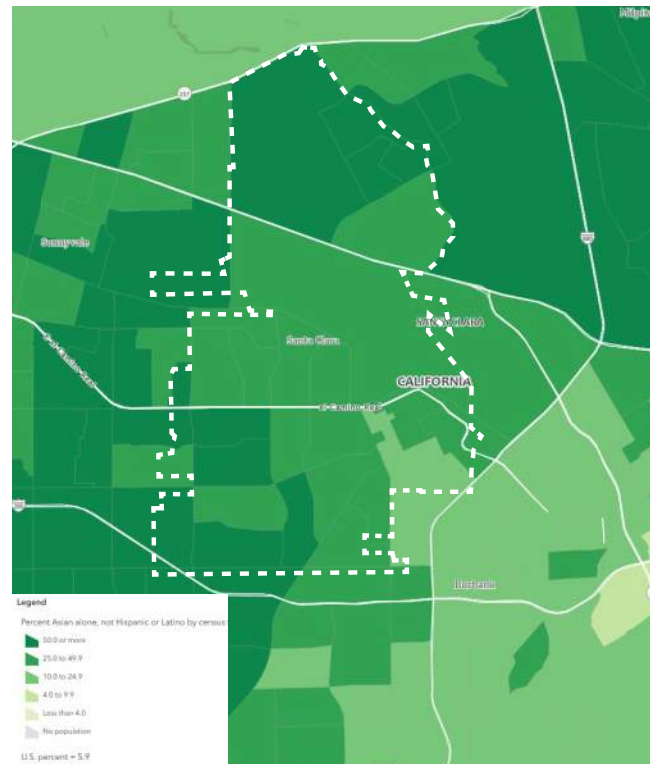 Milpit
237
Sunnyvale
SANTA CLARA
Santa Clara
CALIFORNIA
el-Camino-Real
Burbank
Legend
Percent Asian alone, not Hispanic or Latino by census
50.0 or more
25.0 to 49.9
10.0 to 24.9
4.0 to 9.9
Less than 4.0
No population
U.S. percent = 5.9